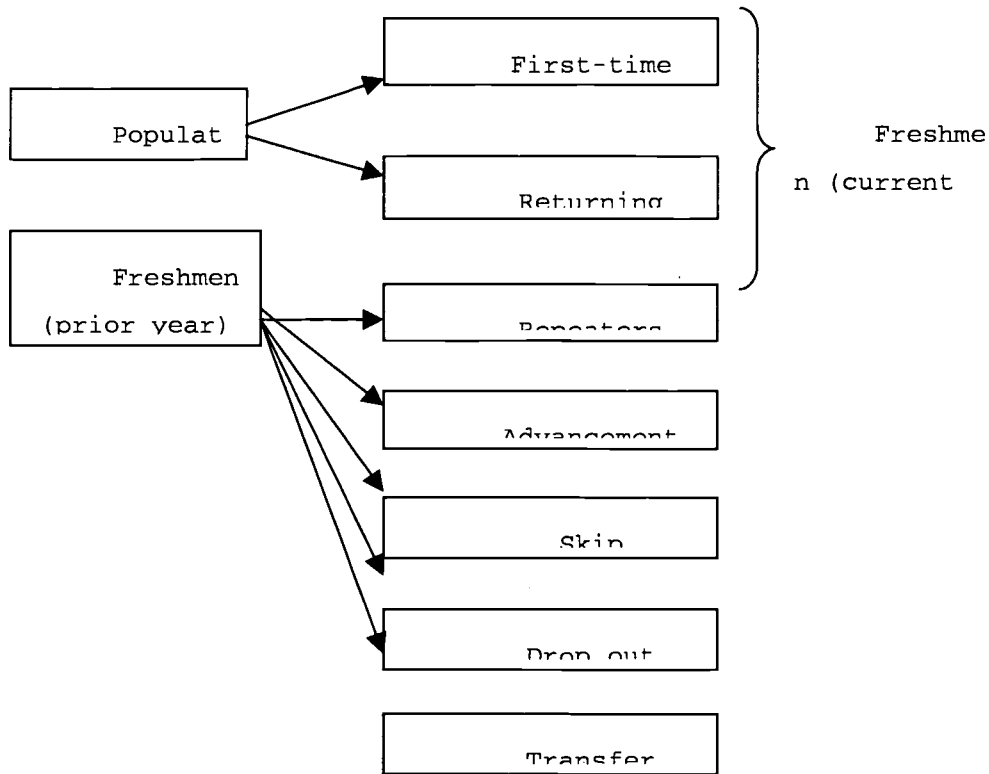 First-time
Populat
Freshme
n (current
Returning
Freshmen
(prior year)
Repeaters
Advancement
Skip
Drop out
Transfer